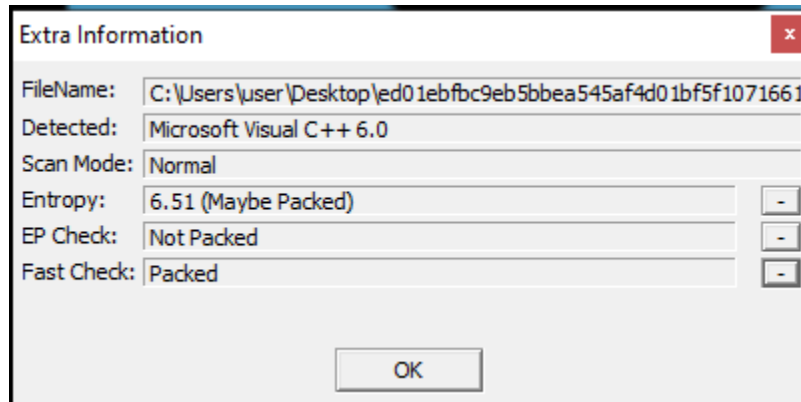 Extra Information
x
FileName: C:\Users\user\Desktop\ed01ebfbc9eb5bbea545af4d01bf5f1071661
Detected: Microsoft Visual C++ 6.0
Scan Mode: Normal
Entropy: 6.51 (Maybe Packed) -
EP Check: Not Packed -
Fast Check: Packed -
OK